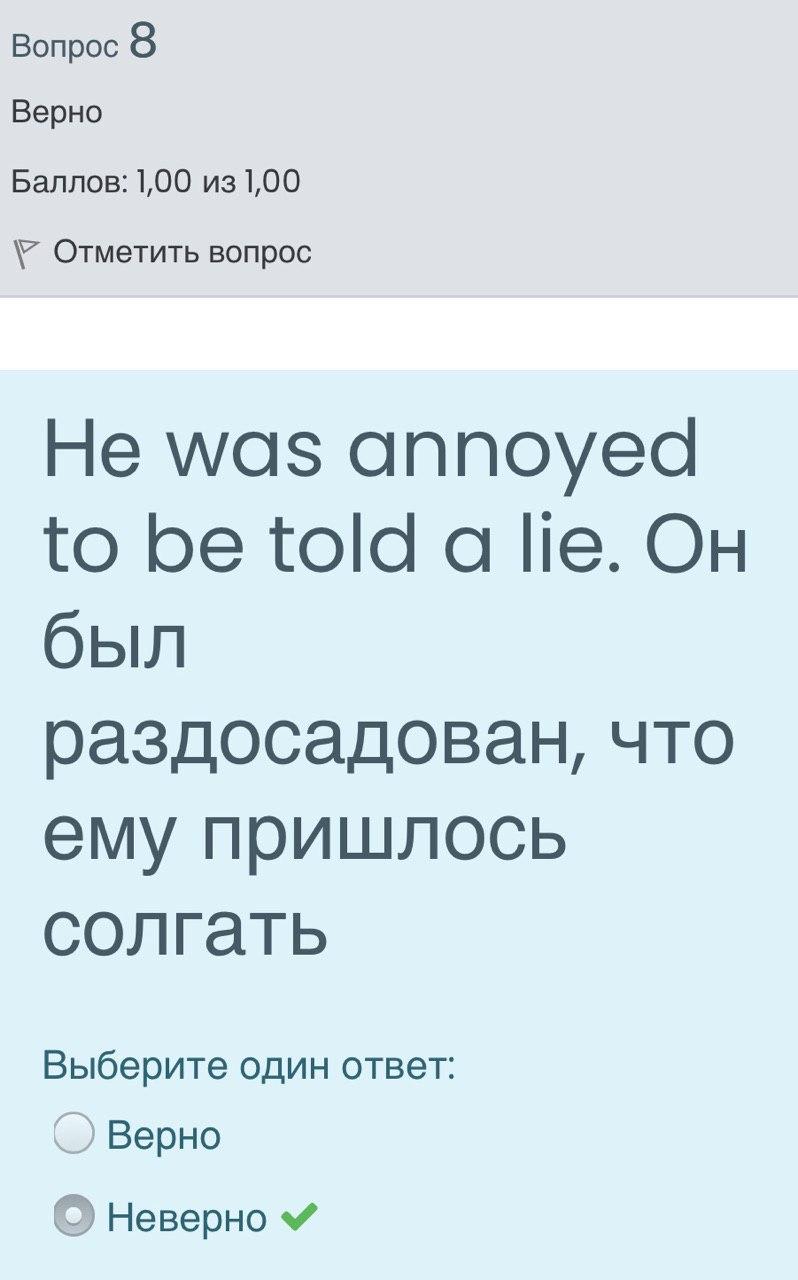 Вопрос 8
Верно
Баллов: 1,00 из 1,00
Отметить вопрос
He was annoyed
to be told a lie. Он
был
раздосадован, что
ему пришлось
солгать
Выберите один ответ:
Верно
Неверно